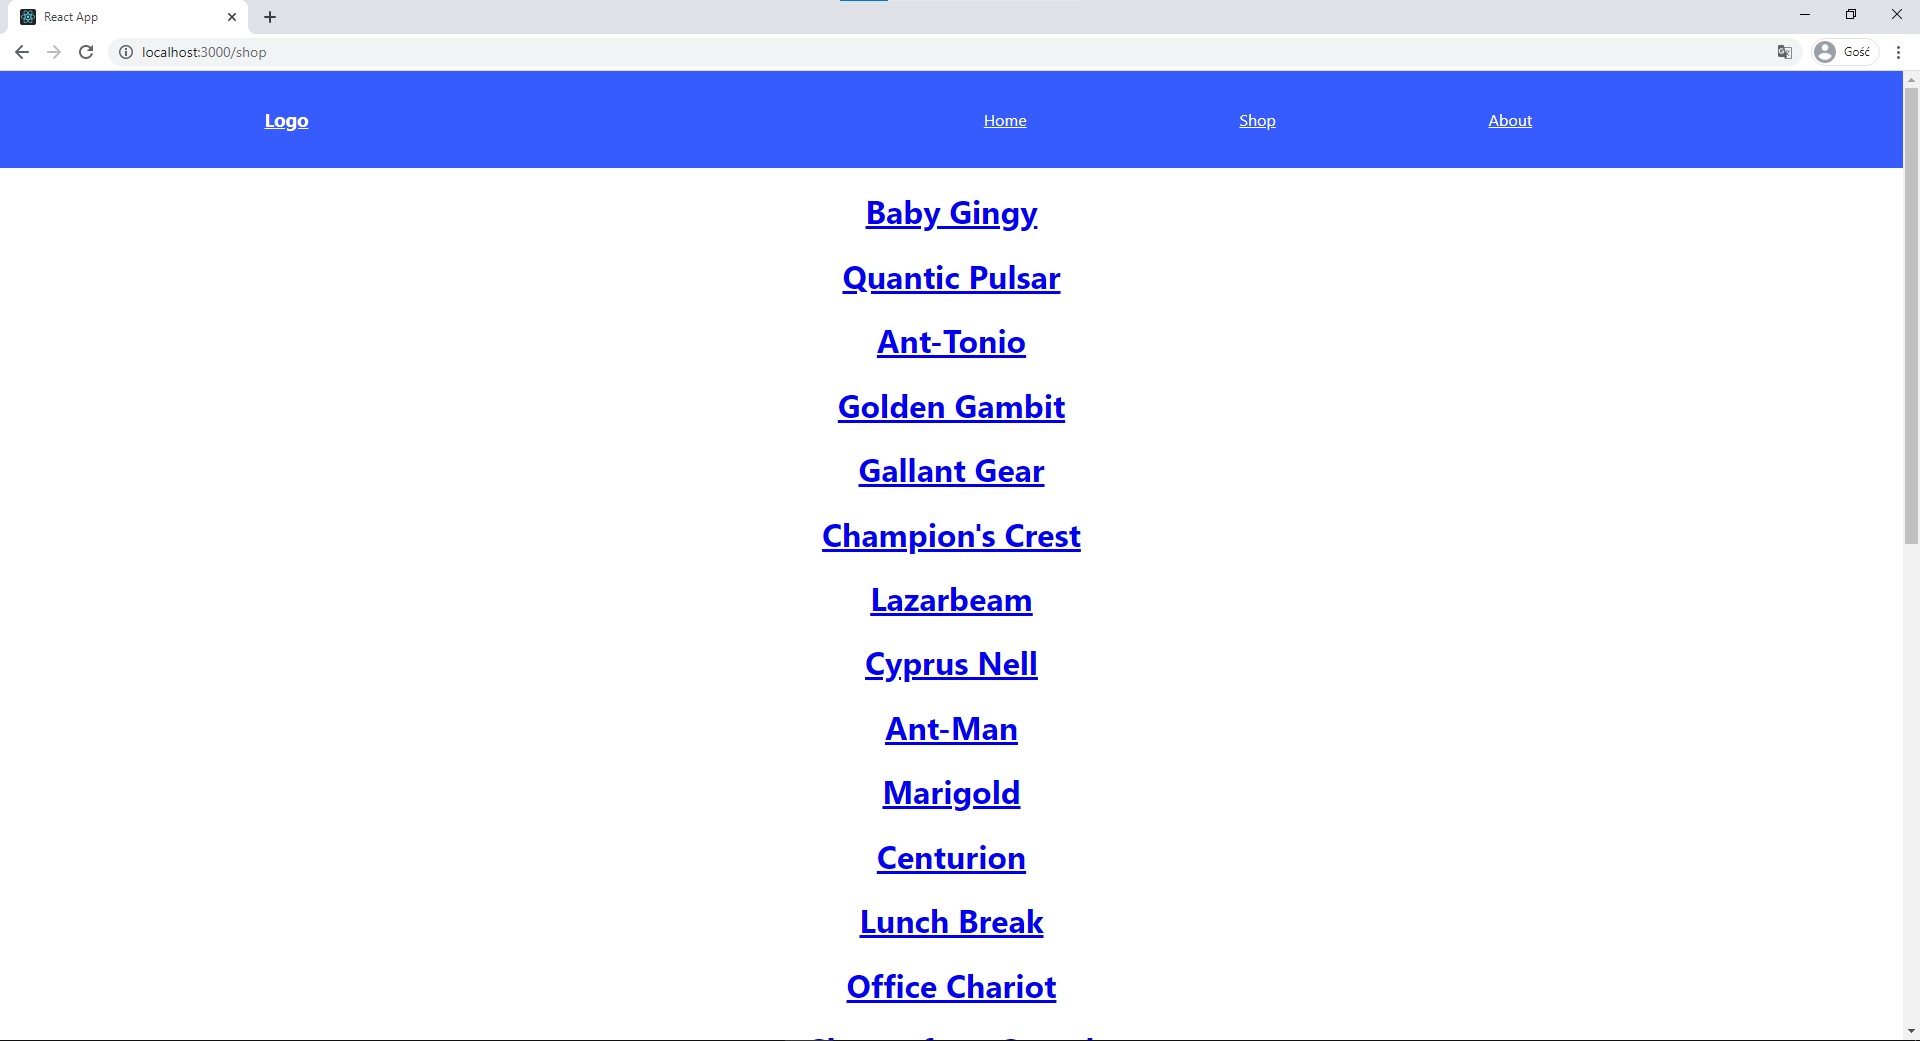 React App
localhost:3000/shop
Gość
Logo Home Shop About
Baby Gingy
Quantic Pulsar
Ant-Tonio
Golden Gambit
Gallant Gear
Champion's Crest
Lazarbeam
Cyprus Nell
Ant-Man
Marigold
Centurion
Lunch Break
Office Chariot